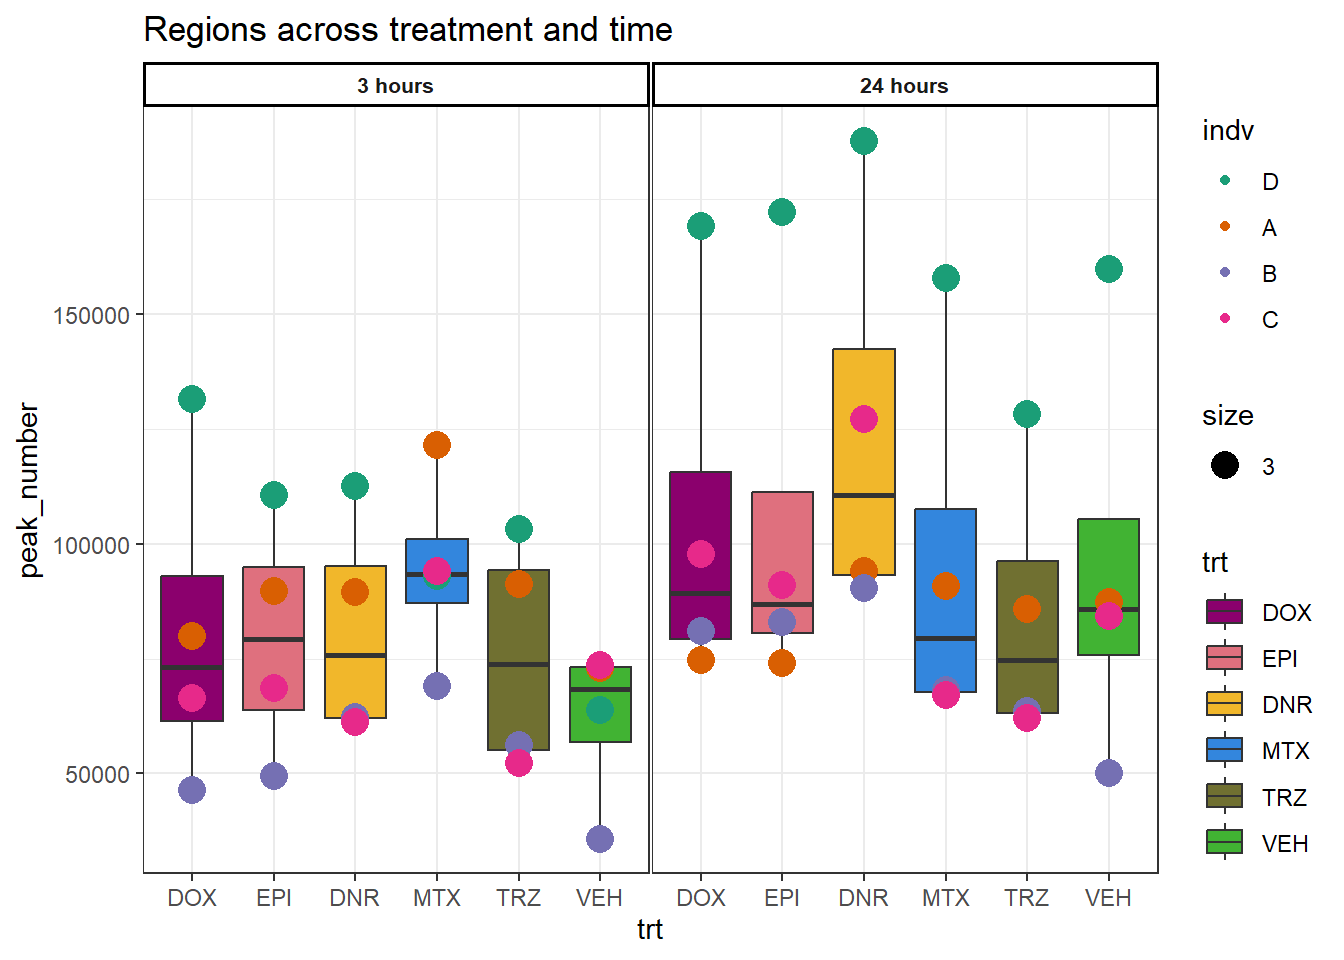 Regions across treatment and time
3 hours
24 hours
peak_number
150000
100000
50000
DOX EPI DNR MTX TRZ VEH
DOX EPI DNR MTX TRZ VEH
trt
indv
D
A
B
C
size
3
trt
DOX
EPI
DNR
MTX
TRZ
VEH